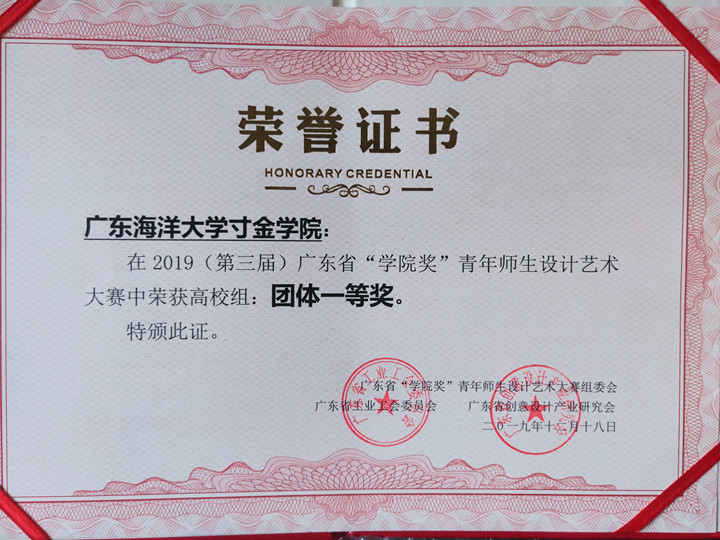 荣誉证书
HONORARY CREDENTIAL
广东海洋大学寸金学院:
在 2019（第三届）广东省“学院奖”青年师生设计艺术
大赛中荣获高校组：团体一等奖。
特颁此证。
广东省“学院奖”青年师生设计艺术大赛组委会
广东省工业工会委员会 广东省创意设计产业研究会
二〇一九年十二月十八日